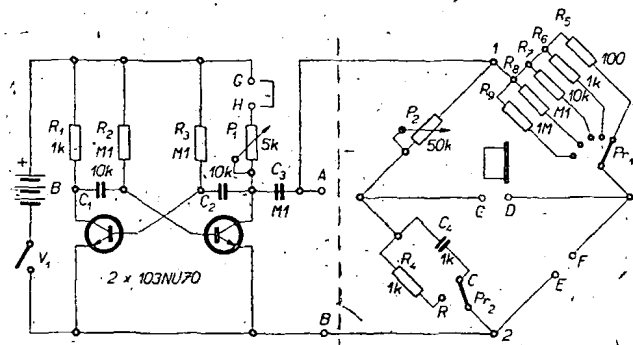 R5
R6
R7
R8
R9
100
1k
10k
M1
1M
1
G
H
P2
50k
Pr1
R1
1k
R2
M1
R3
M1
P1
5k
+
B
C1
10k
10k
C2
C3
M1
A
C
D
V1
2 x 103NU70
C4
1k
R4
1k
C
R
Pr2
F
E
B
2